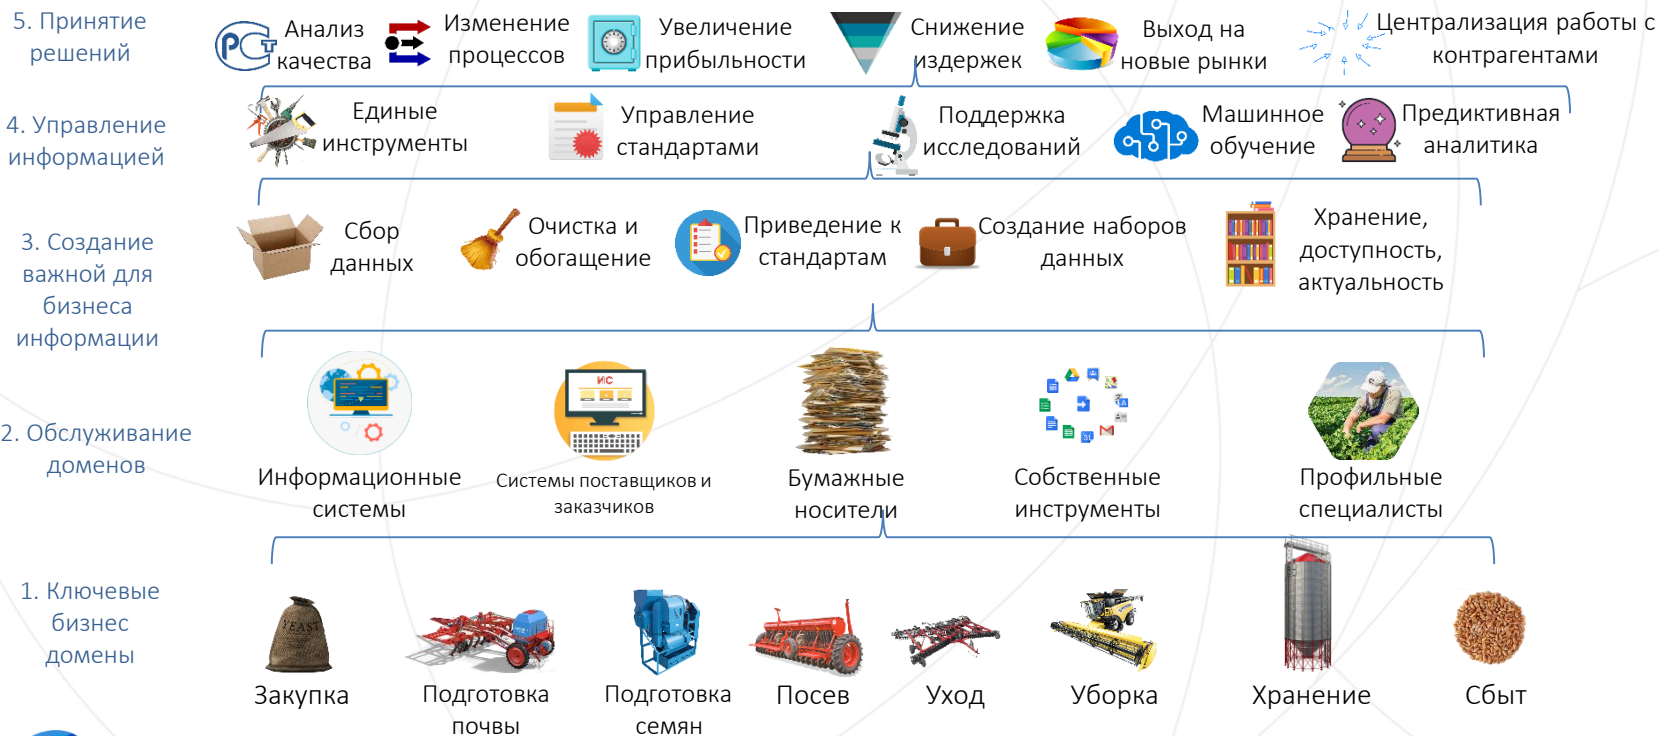 5. Принятие
решений
Анализ
качества
Изменение
процессов
Увеличение
прибыльности
Снижение
издержек
Выход на
новые рынки
Централизация работы с
контрагентами
4. Управление
информацией
Единые
инструменты
Управление
стандартами
Поддержка
исследований
Машинное
обучение
Предиктивная
аналитика
3. Создание
важной для
бизнеса
информации
Сбор
данных
Очистка и
обогащение
Приведение к
стандартам
Создание наборов
данных
Хранение,
доступность,
актуальность
2. Обслуживание
доменов
ИС
Информационные
системы
Системы поставщиков и
заказчиков
Бумажные
носители
Собственные
инструменты
Профильные
специалисты
1. Ключевые
бизнес
домены
YEAST
Закупка
Подготовка
почвы
Подготовка
семян
Посев
Уход
Уборка
Хранение
Сбыт